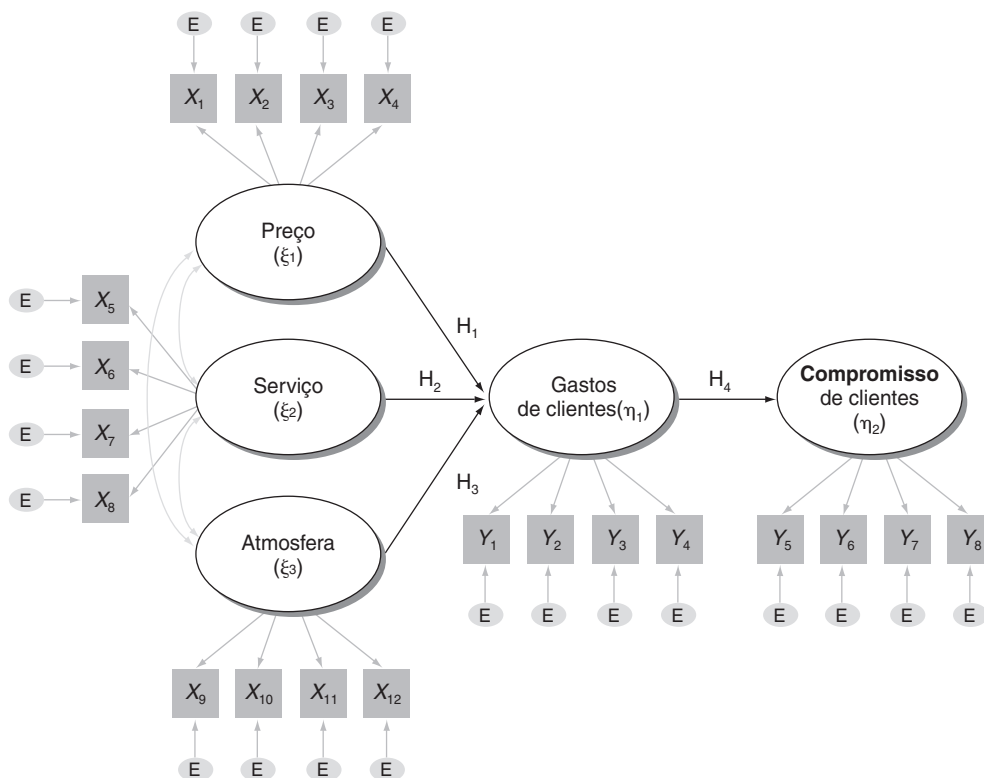 E E E E
X1 X2 X3 X4
Preço
(ξ1)
E X5
H1
E X6
Serviço
(ξ2)
H2
Gastos
de clientes(η1)
H4
Compromisso
de clientes
(η2)
E X7
E X8
H3
Atmosfera
(ξ3)
Y1 Y2 Y3 Y4
Y5 Y6 Y7 Y8
E E E E
E E E E
X9 X10 X11 X12
E E E E